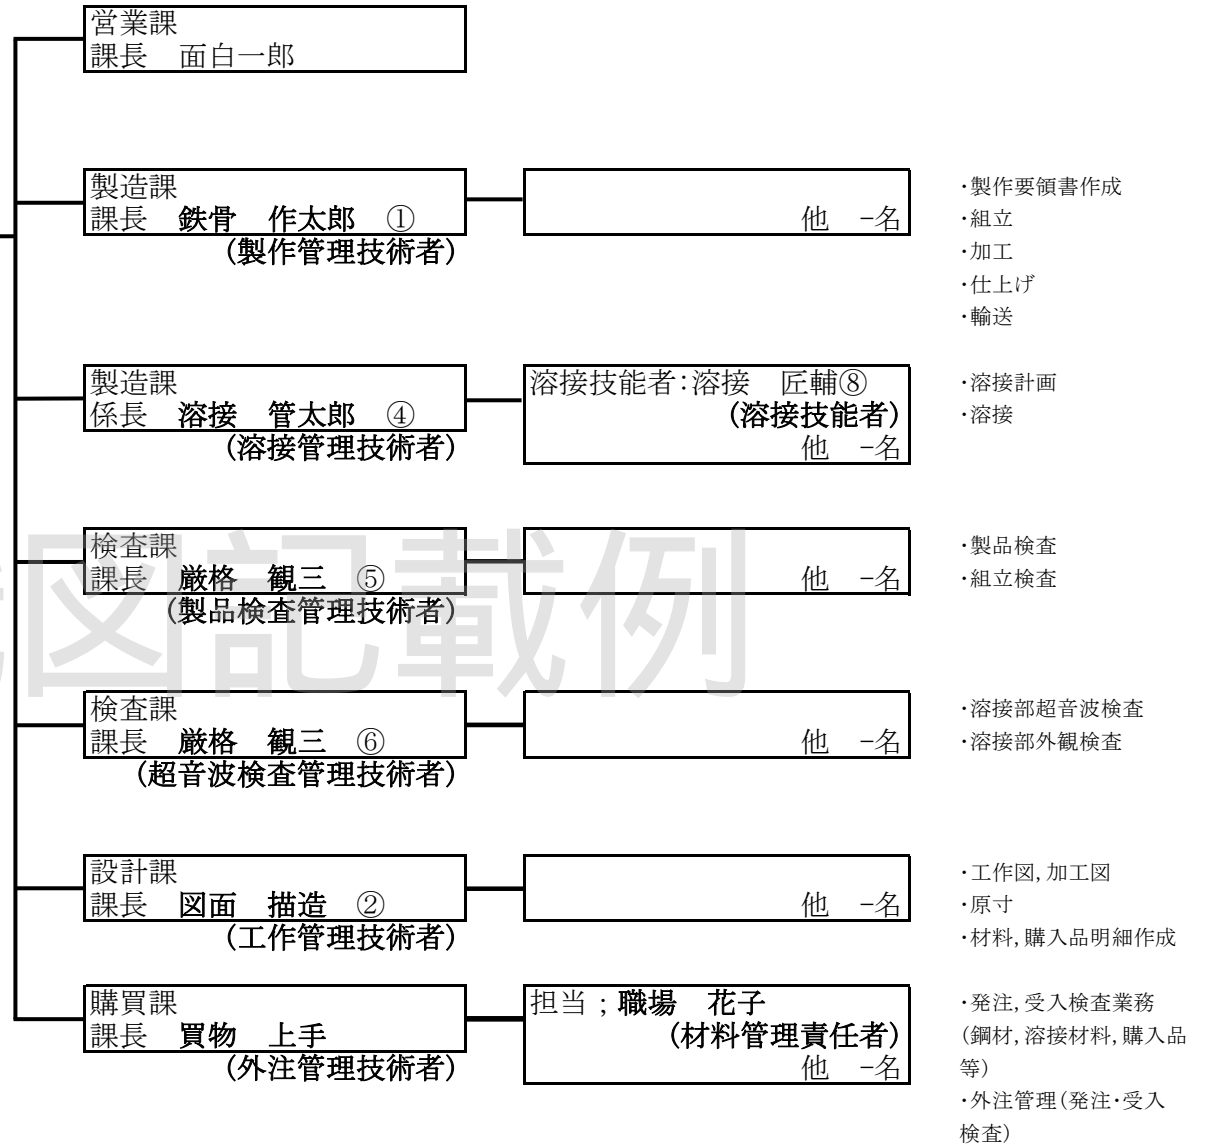 営業課
課長　面白一郎
製造課
課長　鉄骨　作太郎　①
(製作管理技術者)
他　-名
・製作要領書作成
・組立
・加工
・仕上げ
・輸送
製造課
係長　溶接　管太郎　④
(溶接管理技術者)
溶接技能者:溶接　匠輔⑧
(溶接技能者)
他　-名
・溶接計画
・溶接
検査課
課長　厳格　観三　⑤
(製品検査管理技術者)
他　-名
・製品検査
・組立検査
図記載例
検査課
課長　厳格　観三　⑥
(超音波検査管理技術者)
他　-名
・溶接部超音波検査
・溶接部外観検査
設計課
課長　図面　描造　②
(工作管理技術者)
他　-名
・工作図,加工図
・原寸
・材料,購入品明細作成
購買課
課長　買物　上手
(外注管理技術者)
担当;職場　花子
(材料管理責任者)
他　-名
・発注,受入検査業務
(鋼材,溶接材料,購入品
等)
・外注管理(発注・受入
検査)